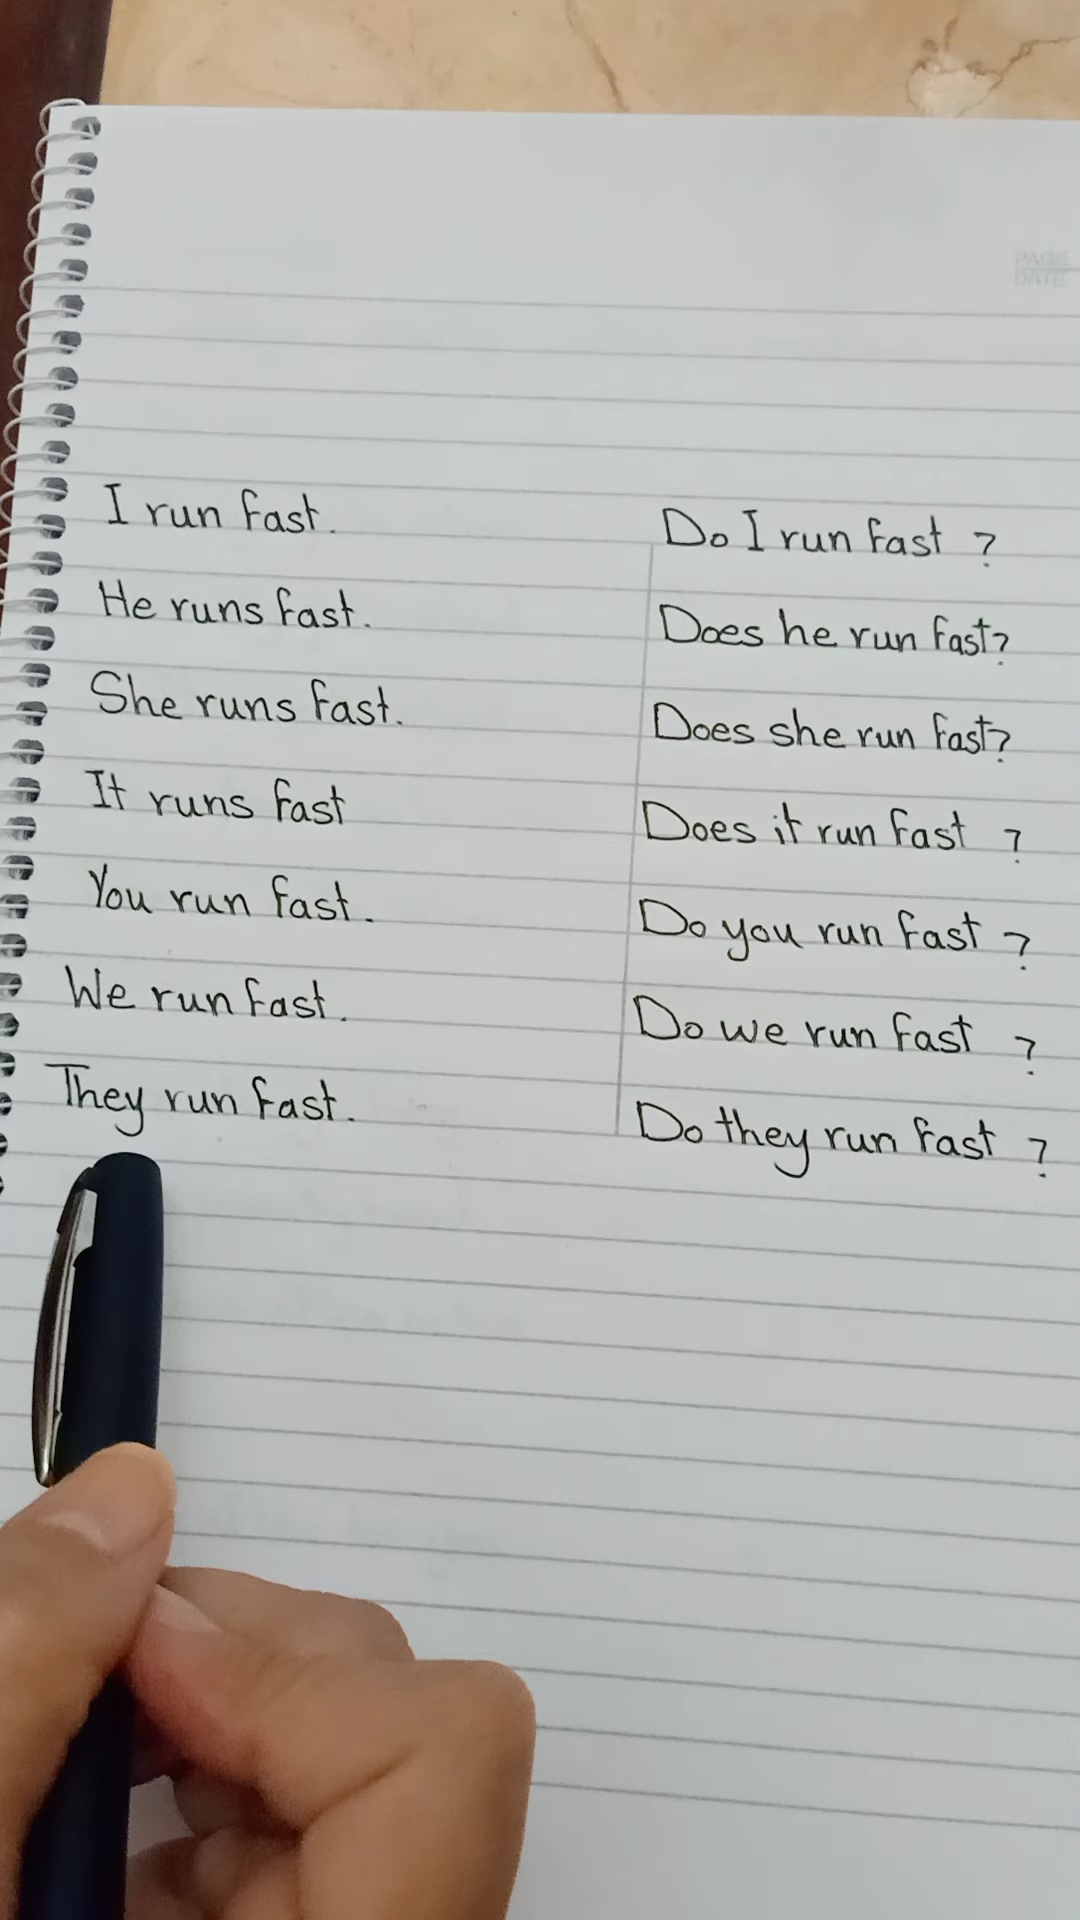 PAGE
DATE
I run fast. Do I run fast ?
He runs fast. Does he run fast?
She runs fast. Does she run fast?
It runs fast Does it run fast ?
You run fast. Do you run fast ?
We run fast. Do we run fast ?
They run fast. Do they run fast ?